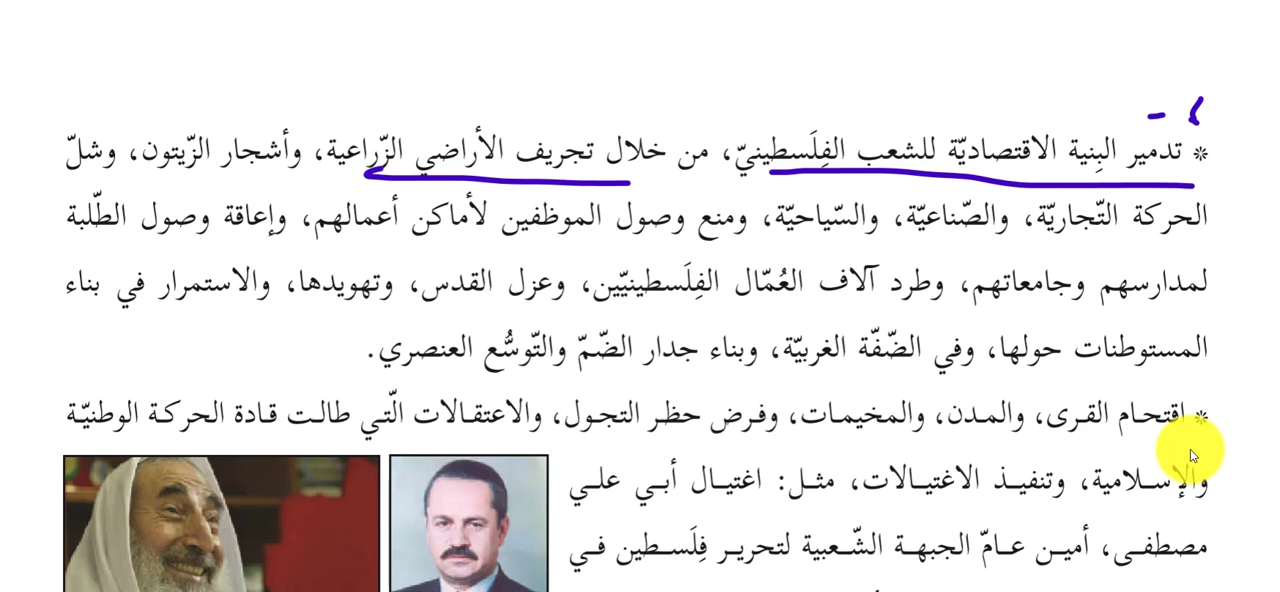 * تدمير البِنية الاقتصاديّة للشعب الفِلَسطينيّ، من خلال تجريف الأراضي الزّراعية، وأشجار الزّيتون، وشلّ
الحركة التّجاريّة، والصّناعيّة، والسّياحيّة، ومنع وصول الموظفين لأماكن أعمالهم، وإعاقة وصول الطّلبة
لمدارسهم وجامعاتهم، وطرد آلاف العُمّال الفِلَسطينيّين، وعزل القدس، وتهويدها، والاستمرار في بناء
المستوطنات حولها، وفي الضّفّة الغربيّة، وبناء جدار الضّمّ والتّوسُّع العنصري.
* اقتحام القرى، والمدن، والمخيمات، وفرض حظر التجول، والاعتقالات الّتي طالت قادة الحركة الوطنيّة
والإسلامية، وتنفيذ الاغتيالات، مثل: اغتيال أبي علي
مصطفى، أمين عامّ الجبهة الشّعبية لتحرير فِلَسطين في